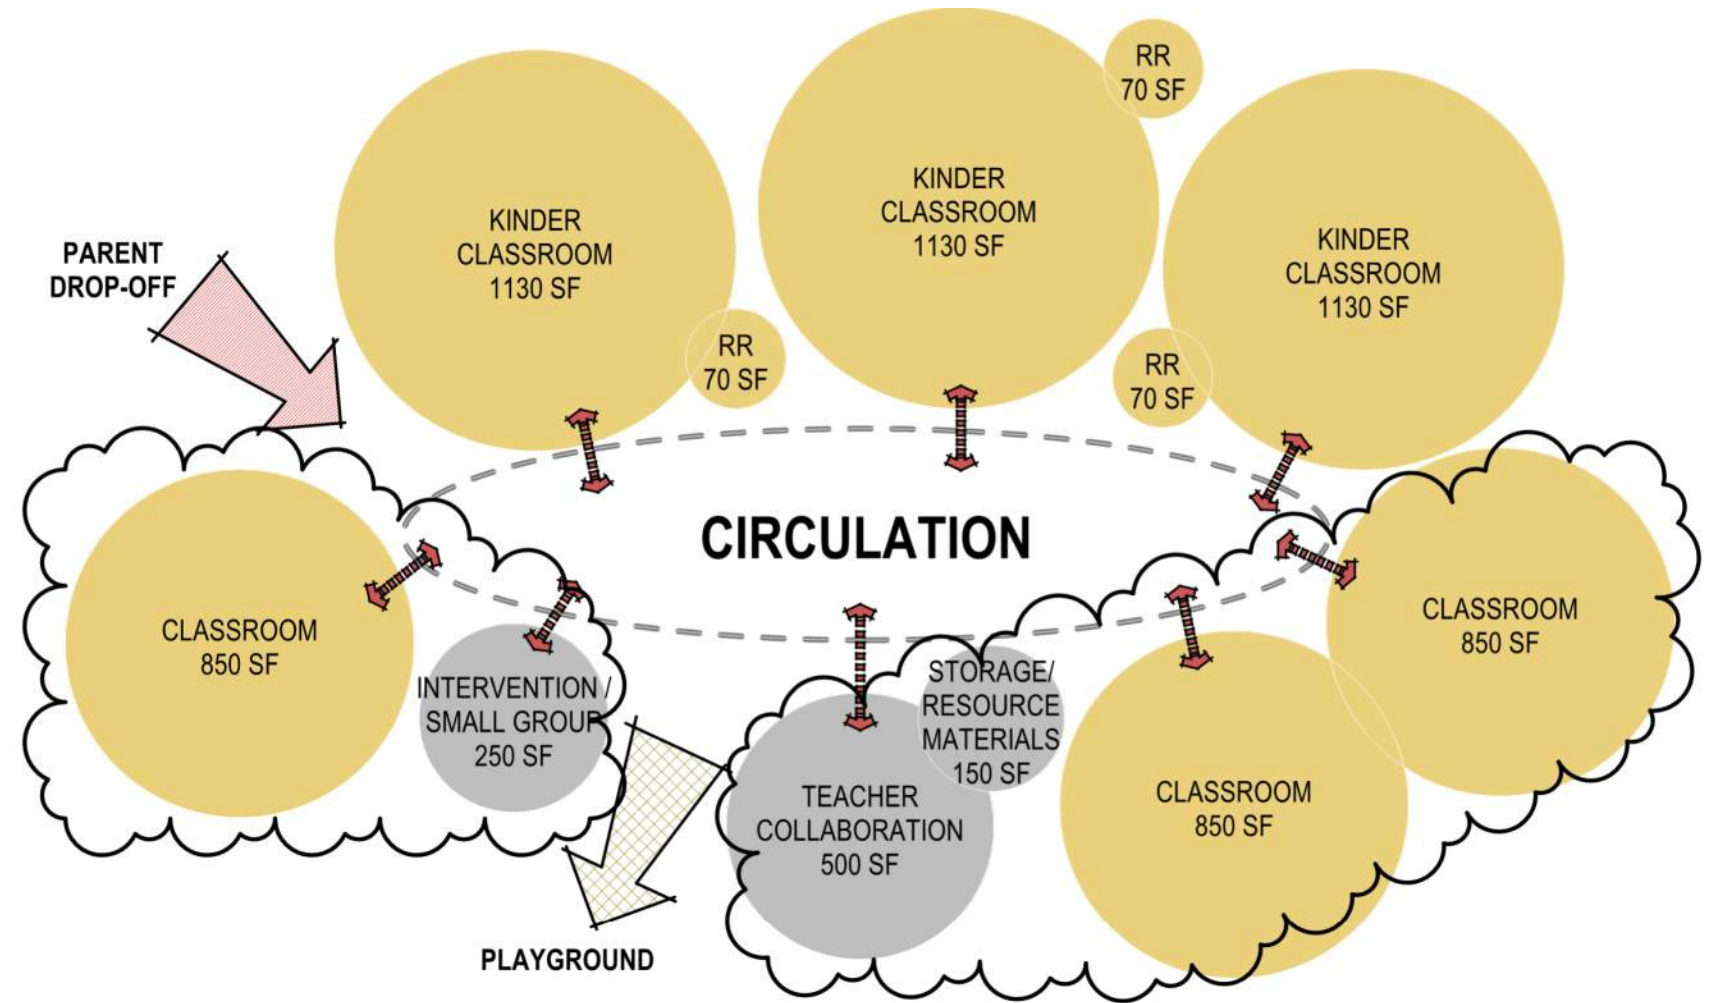 RR
70 SF
KINDER
CLASSROOM
1130 SF
KINDER
CLASSROOM
1130 SF
KINDER
CLASSROOM
1130 SF
PARENT
DROP-OFF
RR
70 SF
RR
70 SF
CIRCULATION
CLASSROOM
850 SF
CLASSROOM
850 SF
INTERVENTION /
SMALL GROUP
250 SF
STORAGE/
RESOURCE
MATERIALS
150 SF
TEACHER
COLLABORATION
500 SF
CLASSROOM
850 SF
PLAYGROUND